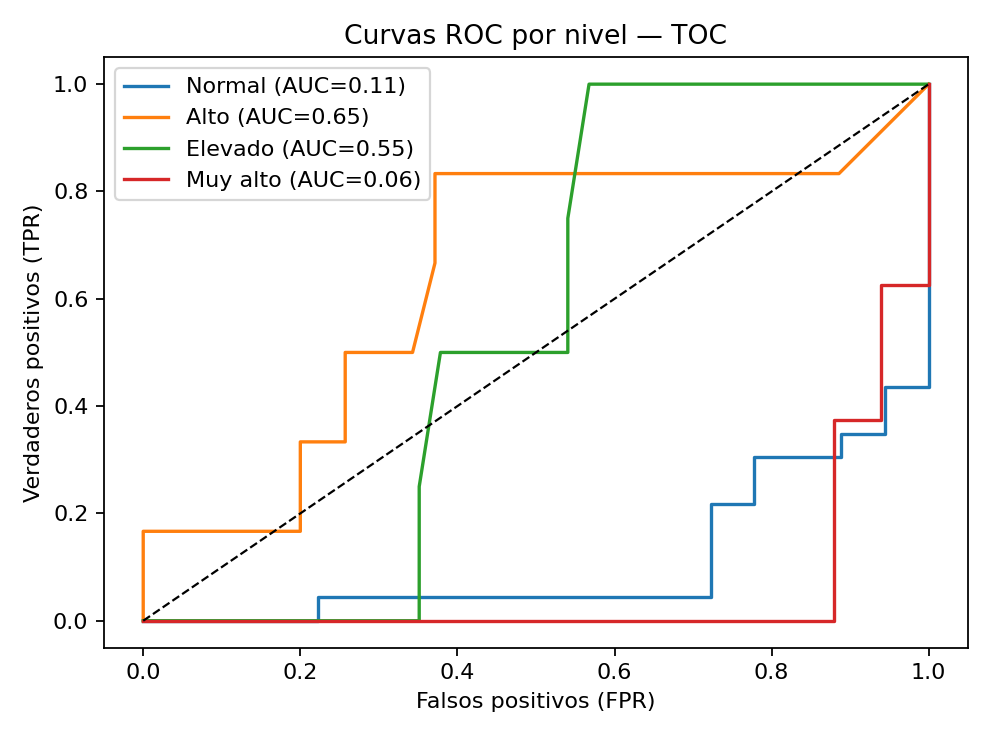 Curvas ROC por nivel — TOC
Normal (AUC=0.11)
Alto (AUC=0.65)
Elevado (AUC=0.55)
Muy alto (AUC=0.06)
Verdaderos positivos (TPR)
1.0
0.8
0.6
0.4
0.2
0.0
0.0 0.2 0.4 0.6 0.8 1.0
Falsos positivos (FPR)